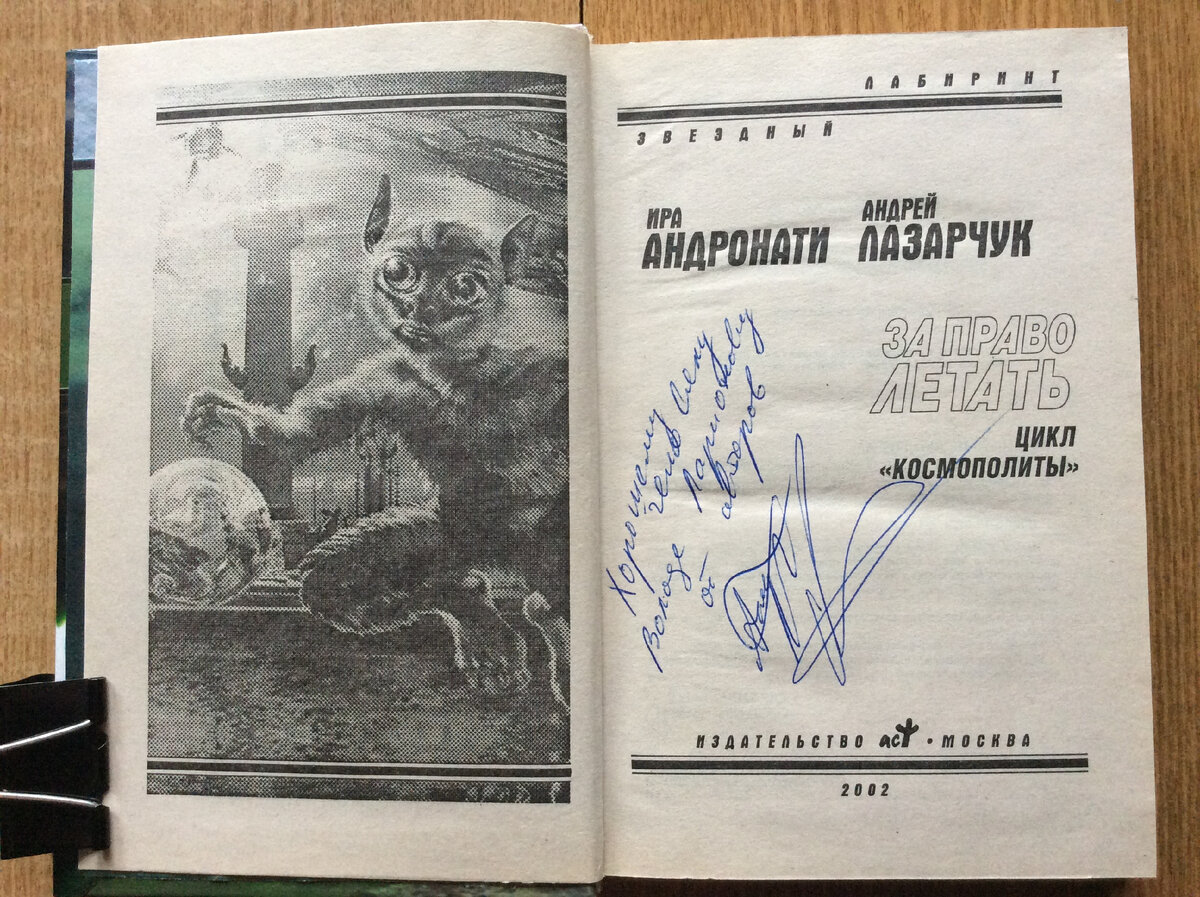 ЛАБИРИНТ
ЗВЕЗДНЫЙ
ИРА АНДРЕЙ
АНДРОНАТИ ЛАЗАРЧУК
ЗА ПРАВО
ЛЕТАТЬ
ЦИКЛ
«КОСМОПОЛИТЫ»
Хорошему
Володе Ларионову
от авторов
ИЗДАТЕЛЬСТВО АСТ • МОСКВА
2002